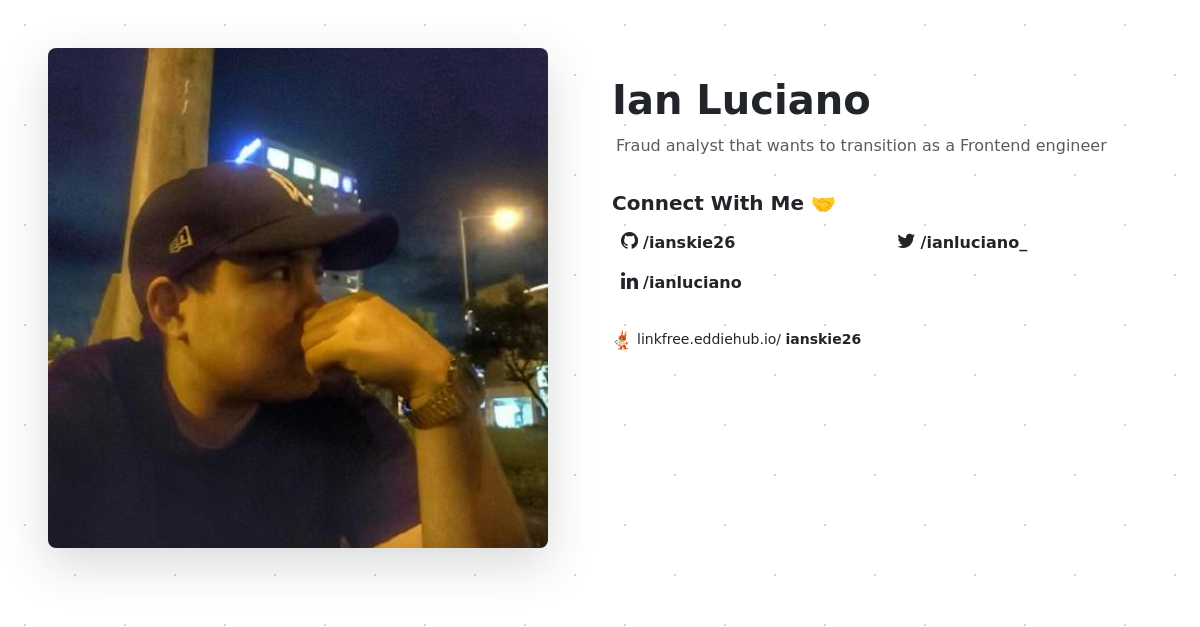 Ian Luciano
Fraud analyst that wants to transition as a Frontend engineer
Connect With Me 🤝
/ianskie26
/ianluciano_
/ianluciano
linkfree.eddiehub.io/ ianskie26